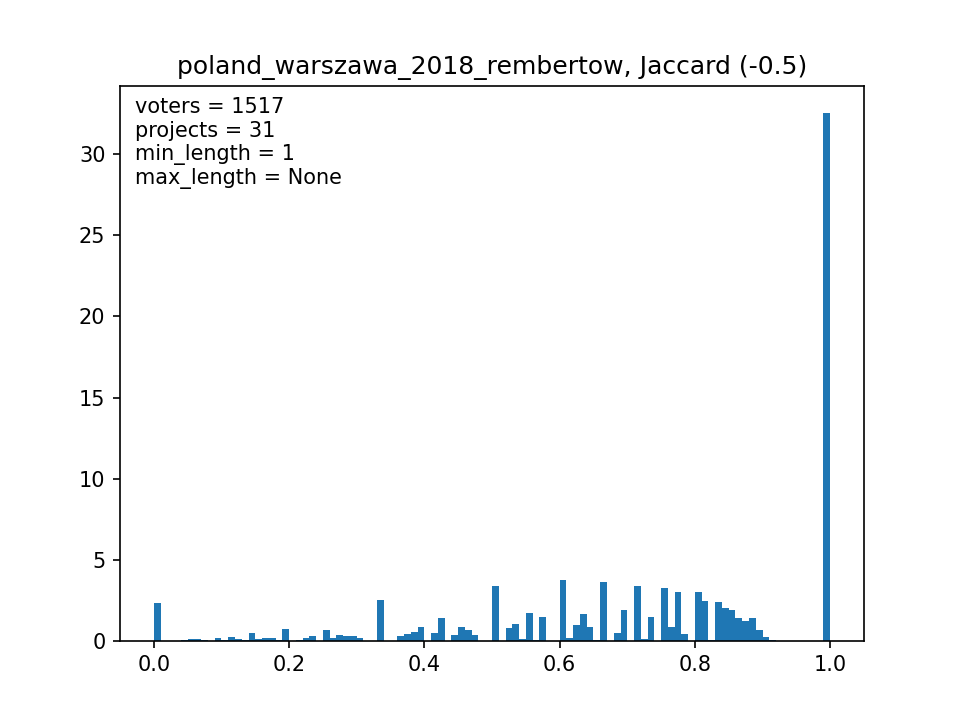 poland_warszawa_2018_rembertow, Jaccard (-0.5)
voters = 1517
projects = 31
min_length = 1
max_length = None
30
25
20
15
10
5
0
0.0 0.2 0.4 0.6 0.8 1.0